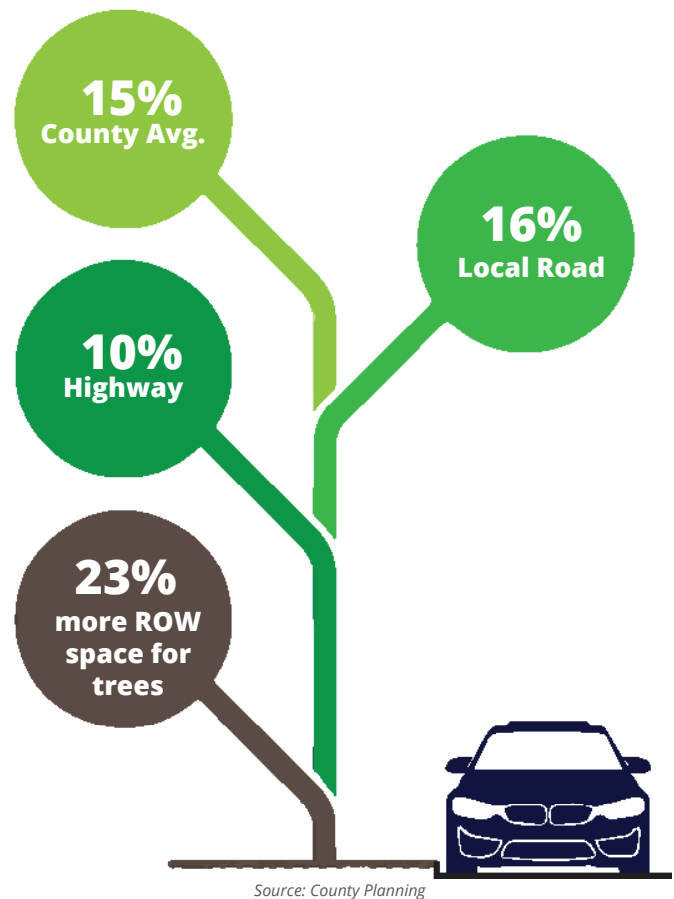 15%
County Avg.
16%
Local Road
10%
Highway
23%
more ROW
space for
trees
Source: County Planning